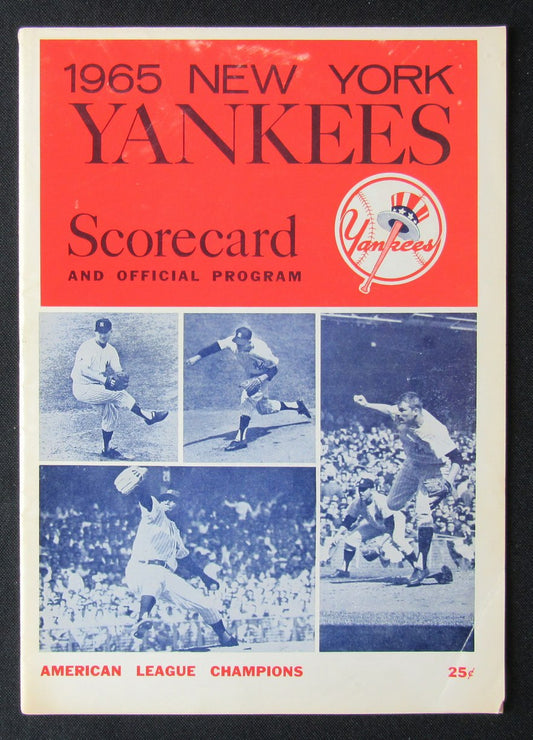 1965 NEW YORK
YANKEES
Scorecard
AND OFFICIAL PROGRAM
Yankees
AMERICAN LEAGUE CHAMPIONS
25¢